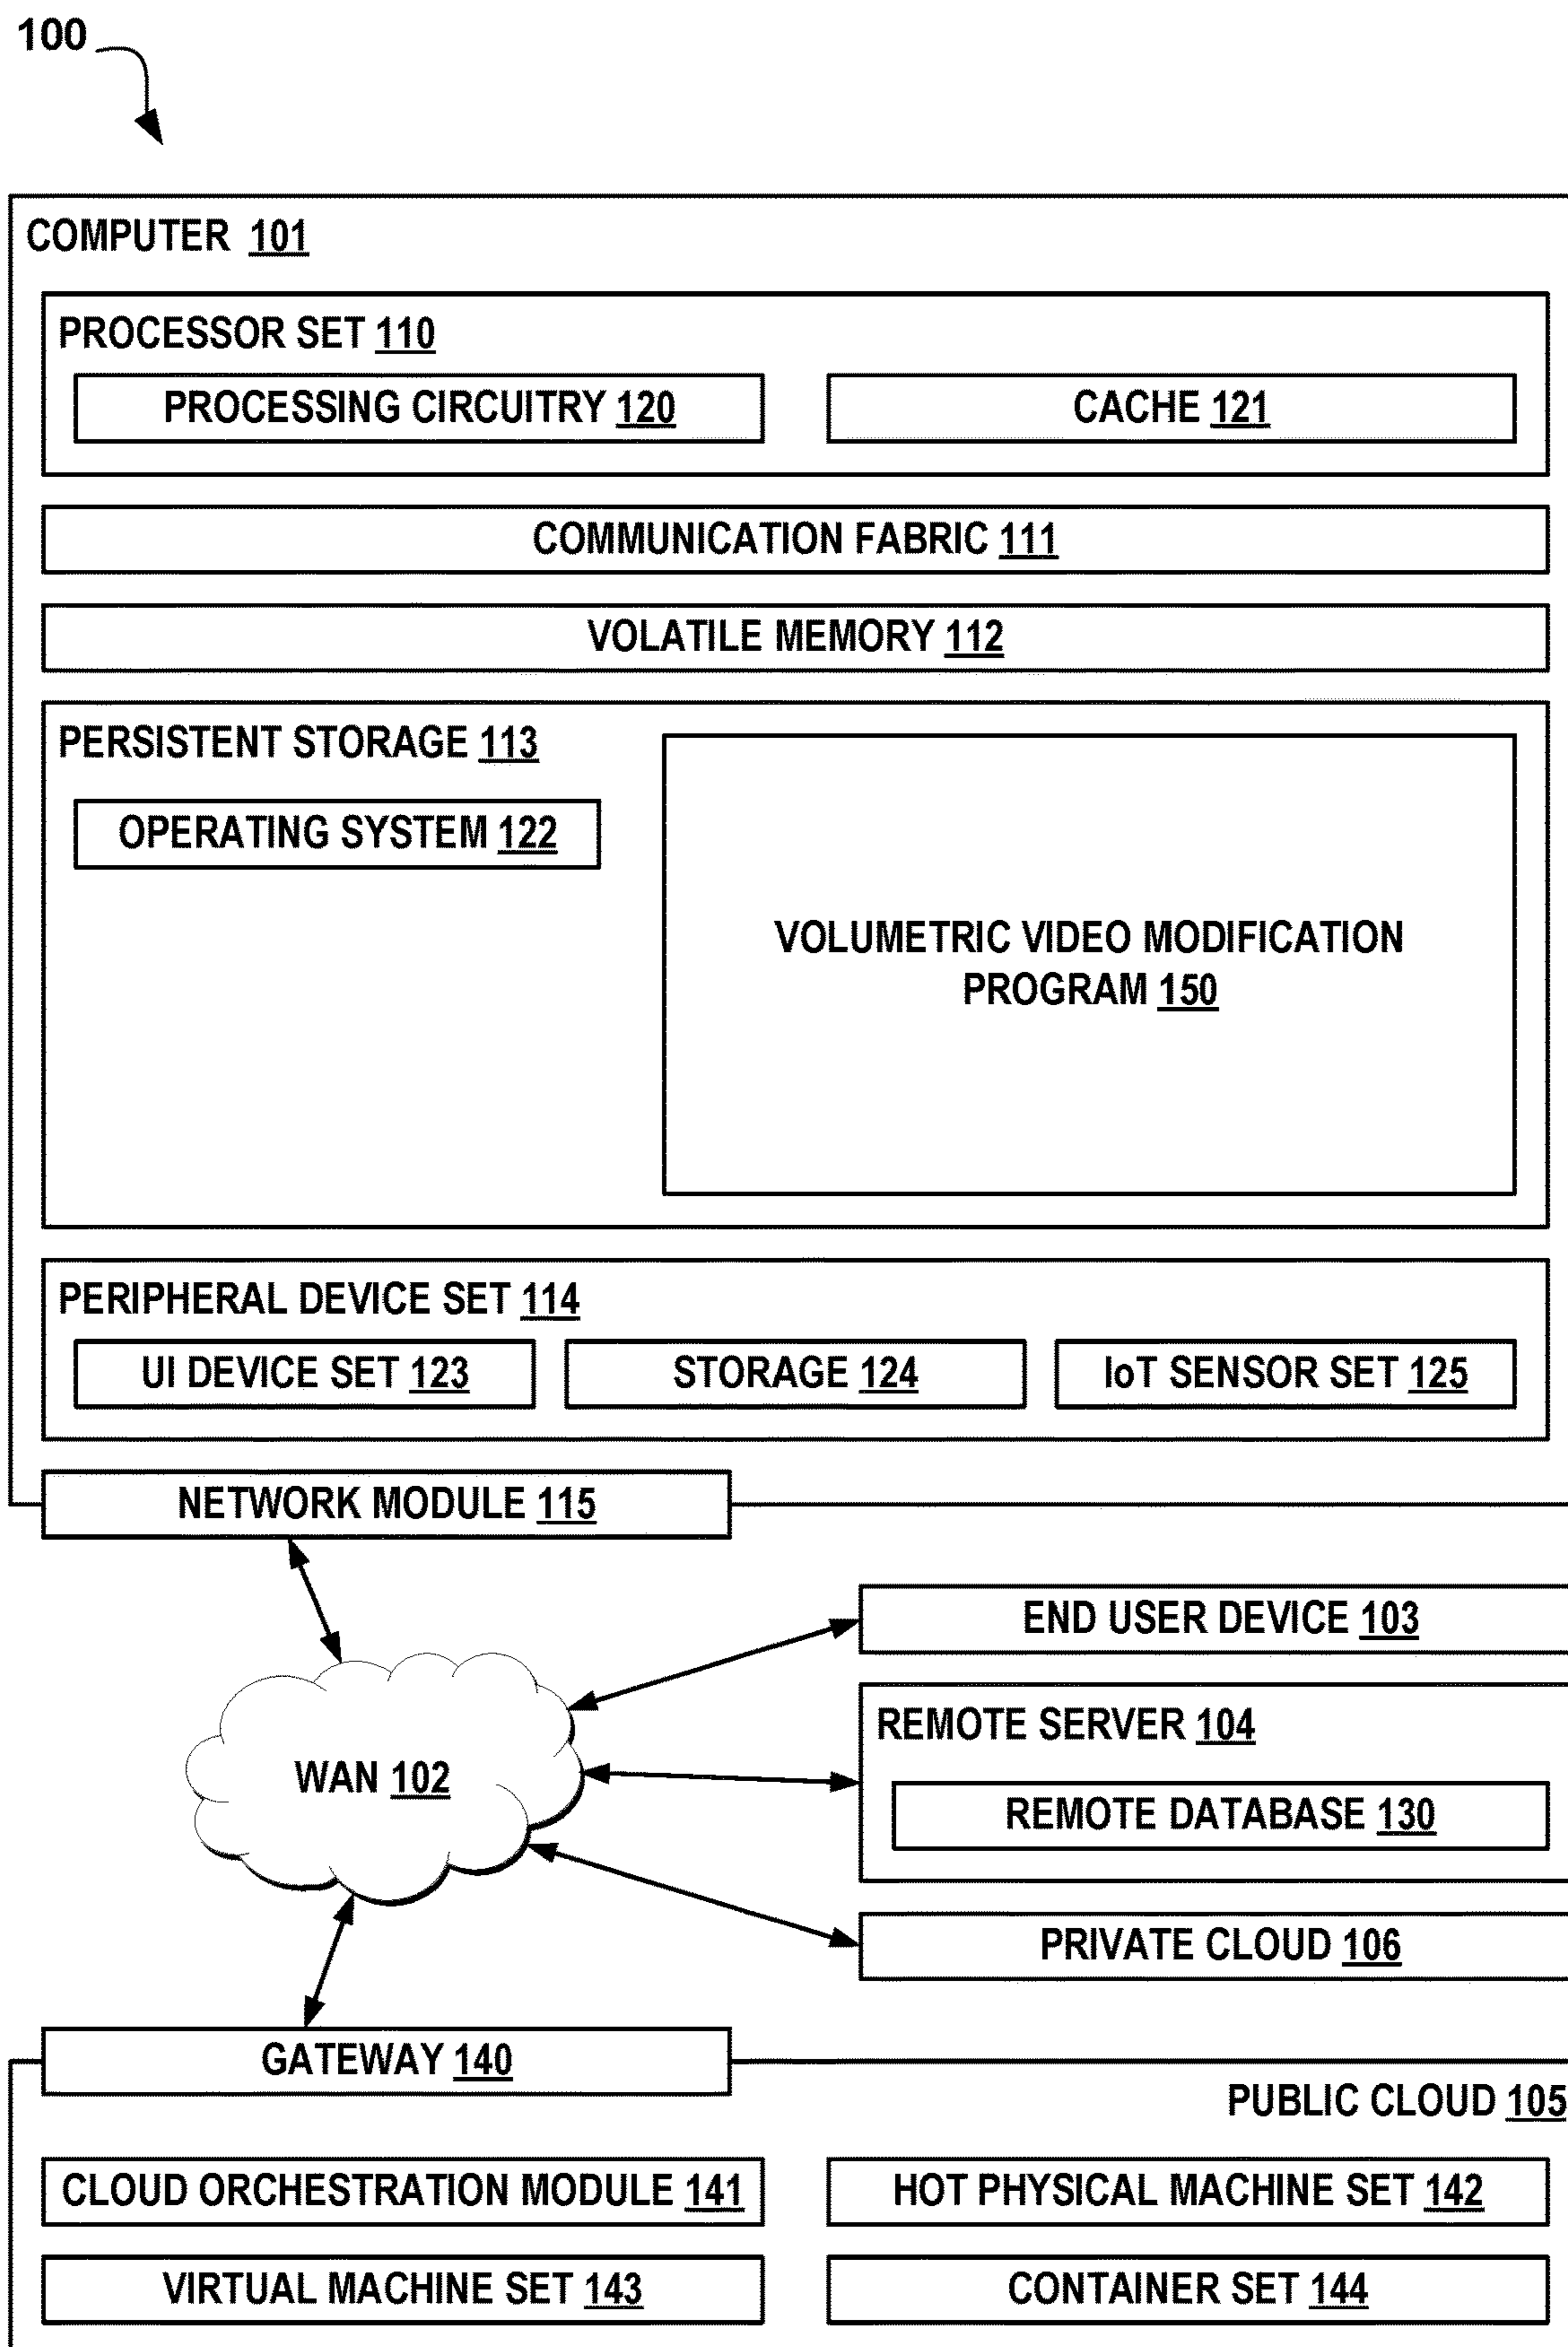 100
COMPUTER 101
PROCESSOR SET 110
PROCESSING CIRCUITRY 120
CACHE 121
COMMUNICATION FABRIC 111
VOLATILE MEMORY 112
PERSISTENT STORAGE 113
OPERATING SYSTEM 122
VOLUMETRIC VIDEO MODIFICATION
PROGRAM 150
PERIPHERAL DEVICE SET 114
UI DEVICE SET 123
STORAGE 124
IoT SENSOR SET 125
NETWORK MODULE 115
END USER DEVICE 103
REMOTE SERVER 104
WAN 102
REMOTE DATABASE 130
PRIVATE CLOUD 106
GATEWAY 140
PUBLIC CLOUD 105
CLOUD ORCHESTRATION MODULE 141
HOT PHYSICAL MACHINE SET 142
VIRTUAL MACHINE SET 143
CONTAINER SET 144